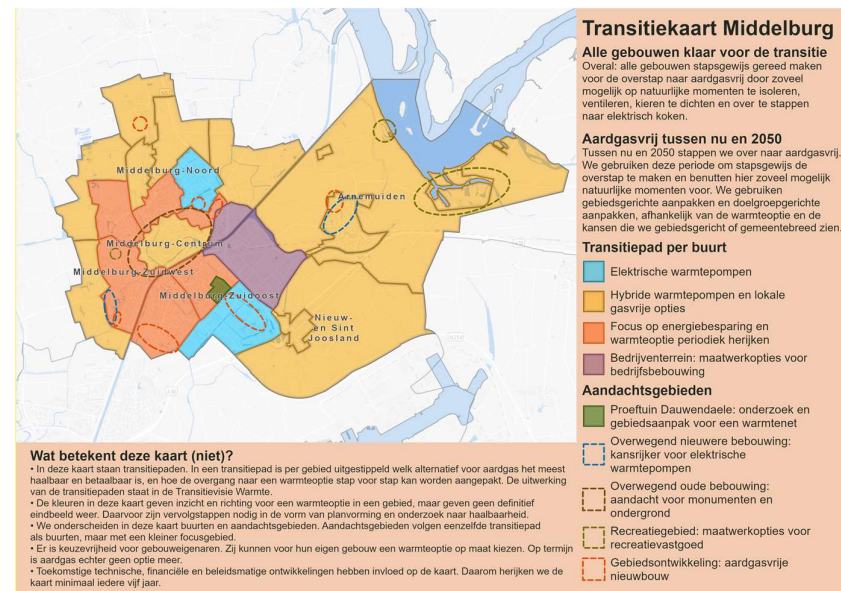 Transitiekaart Middelburg
Alle gebouwen klaar voor de transitie
Overal: alle gebouwen stapsgewijs gereed maken
voor de overstap naar aardgasvrij door zoveel
mogelijk op natuurlijke momenten te isoleren,
ventileren, kieren te dichten en over te stappen
naar elektrisch koken.
Aardgasvrij tussen nu en 2050
Tussen nu en 2050 stappen we over naar aardgasvrij.
We gebruiken deze periode om stapsgewijs de
overstap te maken en benutten hier zoveel mogelijk
natuurlijke momenten voor. We gebruiken
gebiedsgerichte aanpakken en doelgroepgerichte
aanpakken, afhankelijk van de warmteoptie en de
kansen die we gebiedsgericht of gemeentebreed zien.
Transitiepad per buurt
Elektrische warmtepompen
Hybride warmtepompen en lokale
gasvrije opties
Focus op energiebesparing en
warmteoptie periodiek herijken
Bedrijventerrein: maatwerkopties voor
bedrijfsbebouwing
Aandachtsgebieden
Proeftuin Dauwendaele: onderzoek en
gebiedsaanpak voor een warmtenet
Overwegend nieuwere bebouwing:
kansrijker voor elektrische
warmtepompen
Overwegend oude bebouwing:
aandacht voor monumenten en
ondergrond
Recreatiegebied: maatwerkopties voor
recreatievastgoed
Gebiedsontwikkeling: aardgasvrije
nieuwbouw
Middelburg-Noord
Arnemuiden
Middelburg-Centrum
Middelburg-Zuidwest
Middelburg-Zuidoost
Nieuw-
en Sint
Joosland
Wat betekent deze kaart (niet)?
• In deze kaart staan transitiepaden. In een transitiepad is per gebied uitgestippeld welk alternatief voor aardgas het meest
haalbaar en betaalbaar is, en hoe de overgang naar een warmteoptie stap voor stap kan worden aangepakt. De uitwerking
van de transitiepaden staat in de Transitievisie Warmte.
• De kleuren in deze kaart geven inzicht en richting voor een warmteoptie in een gebied, maar geven geen definitief
eindbeeld weer. Daarvoor zijn vervolgstappen nodig in de vorm van planvorming en onderzoek naar haalbaarheid.
• We onderscheiden in deze kaart buurten en aandachtsgebieden. Aandachtsgebieden volgen eenzelfde transitiepad
als buurten, maar met een kleiner focusgebied.
• Er is keuzevrijheid voor gebouweigenaren. Zij kunnen voor hun eigen gebouw een warmteoptie op maat kiezen. Op termijn
is aardgas echter geen optie meer.
• Toekomstige technische, financiële en beleidsmatige ontwikkelingen hebben invloed op de kaart. Daarom herijken we de
kaart minimaal iedere vijf jaar.